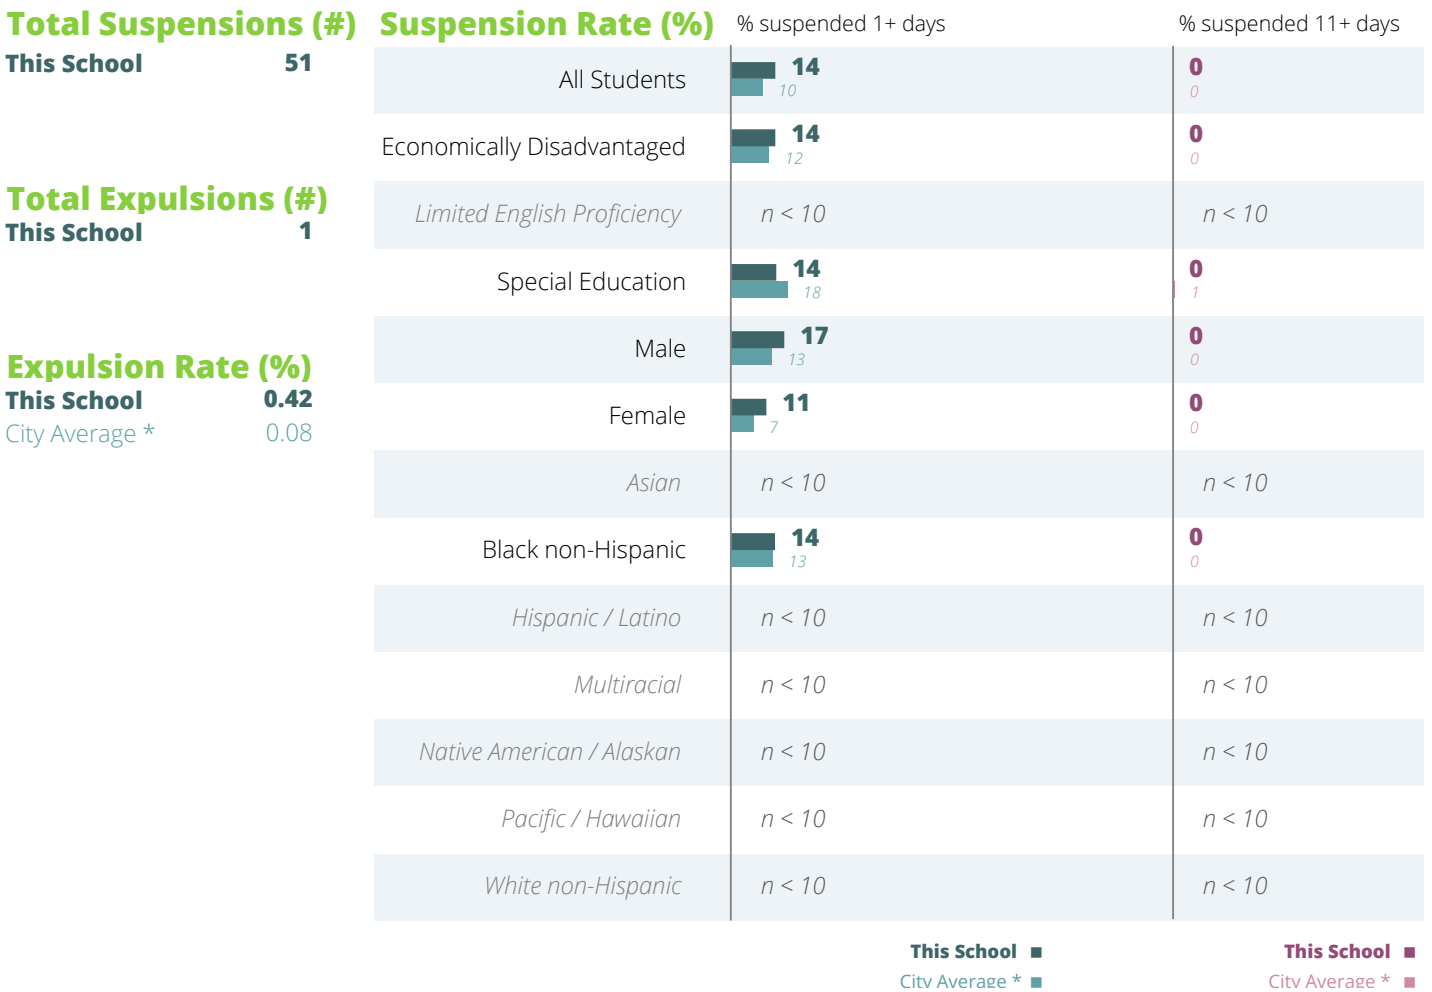 Total Suspensions (#)
This School 51
Total Expulsions (#)
This School 1
Expulsion Rate (%)
This School 0.42
City Average * 0.08
Suspension Rate (%) % suspended 1+ days % suspended 11+ days
All Students 14 0
10 0
Economically Disadvantaged 14 0
12 0
Limited English Proficiency n < 10 n < 10
Special Education 14 0
18 1
Male 17 0
13 0
Female 11 0
7 0
Asian n < 10 n < 10
Black non-Hispanic 14 0
13 0
Hispanic / Latino n < 10 n < 10
Multiracial n < 10 n < 10
Native American / Alaskan n < 10 n < 10
Pacific / Hawaiian n < 10 n < 10
White non-Hispanic n < 10 n < 10
This School This School
City Average * City Average *